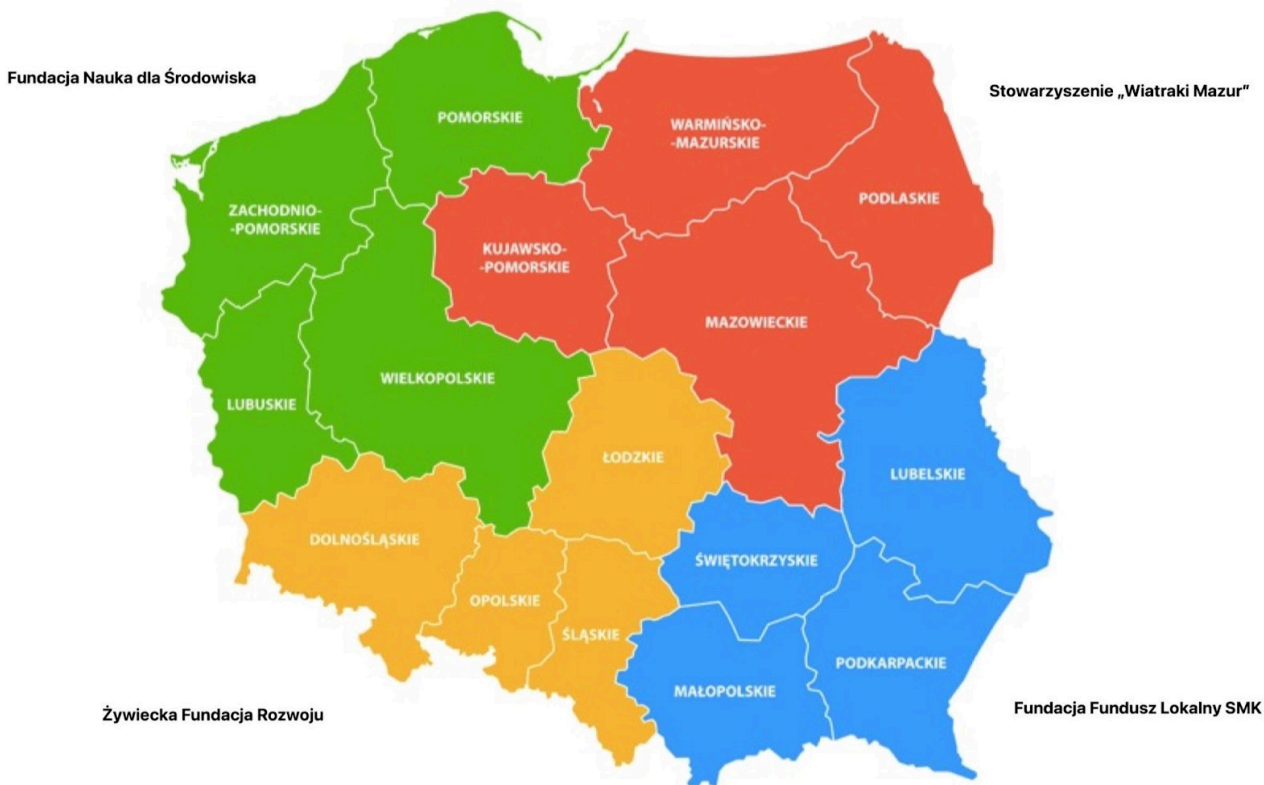 Fundacja Nauka dla Środowiska
Stowarzyszenie „Wiatraki Mazur”
POMORSKIE
WARMIŃSKO-
-MAZURSKIE
PODLASKIE
ZACHODNIO-
-POMORSKIE
KUJAWSKO-
-POMORSKIE
MAZOWIECKIE
WIELKOPOLSKIE
LUBUSKIE
ŁODZKIE
LUBELSKIE
DOLNOŚLĄSKIE
ŚWIĘTOKRZYSKIE
OPOLSKIE
ŚLĄSKIE
PODKARPACKIE
MAŁOPOLSKIE
Żywiecka Fundacja Rozwoju
Fundacja Fundusz Lokalny SMK